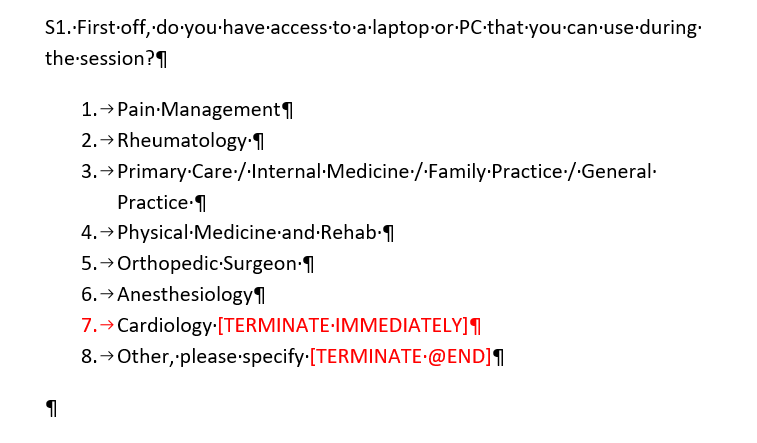 S1. First off, do you have access to a laptop or PC that you can use during
the session?¶
1.→Pain Management¶
2.→Rheumatology ¶
3.→Primary Care / Internal Medicine / Family Practice / General
Practice ¶
4.→Physical Medicine and Rehab ¶
5.→Orthopedic Surgeon ¶
6.→Anesthesiology¶
7.→Cardiology [TERMINATE IMMEDIATELY]¶
8.→Other, please specify [TERMINATE @END]¶
¶